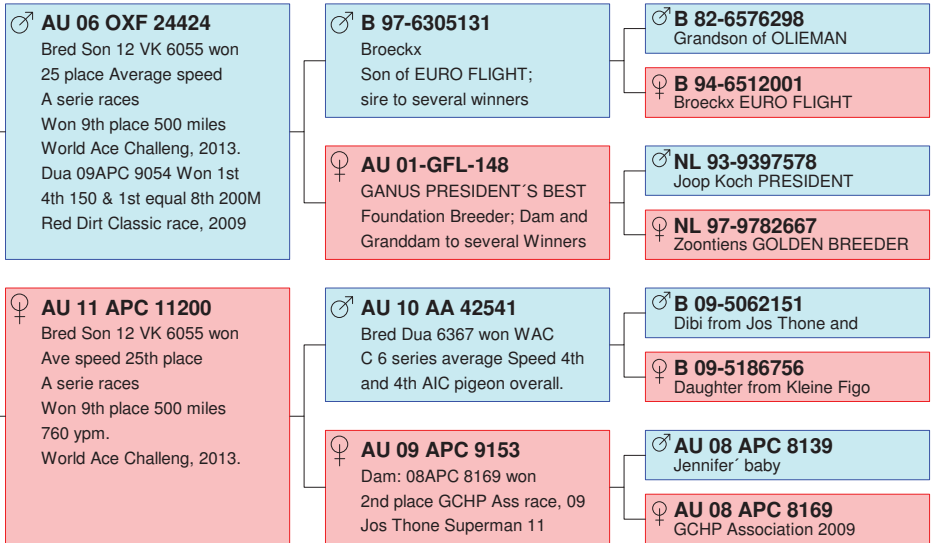 AU 06 OXF 24424
Bred Son 12 VK 6055 won
25 place Average speed
A serie races
Won 9th place 500 miles
World Ace Challeng, 2013.
Dua 09APC 9054 Won 1st
4th 150 & 1st equal 8th 200M
Red Dirt Classic race, 2009
AU 11 APC 11200
Bred Son 12 VK 6055 won
Ave speed 25th place
A serie races
Won 9th place 500 miles
760 ypm.
World Ace Challeng, 2013.
B 97-6305131
Broeckx
Son of EURO FLIGHT;
sire to several winners
AU 01-GFL-148
GANUS PRESIDENT´S BEST
Foundation Breeder; Dam and
Granddam to several Winners
AU 10 AA 42541
Bred Dua 6367 won WAC
C 6 series average Speed 4th
and 4th AIC pigeon overall.
AU 09 APC 9153
Dam: 08APC 8169 won
2nd place GCHP Ass race, 09
Jos Thone Superman 11
B 82-6576298
Grandson of OLIEMAN
B 94-6512001
Broeckx EURO FLIGHT
NL 93-9397578
Joop Koch PRESIDENT
NL 97-9782667
Zoontiens GOLDEN BREEDER
B 09-5062151
Dibi from Jos Thone and
B 09-5186756
Daughter from Kleine Figo
AU 08 APC 8139
Jennifer´ baby
AU 08 APC 8169
GCHP Association 2009